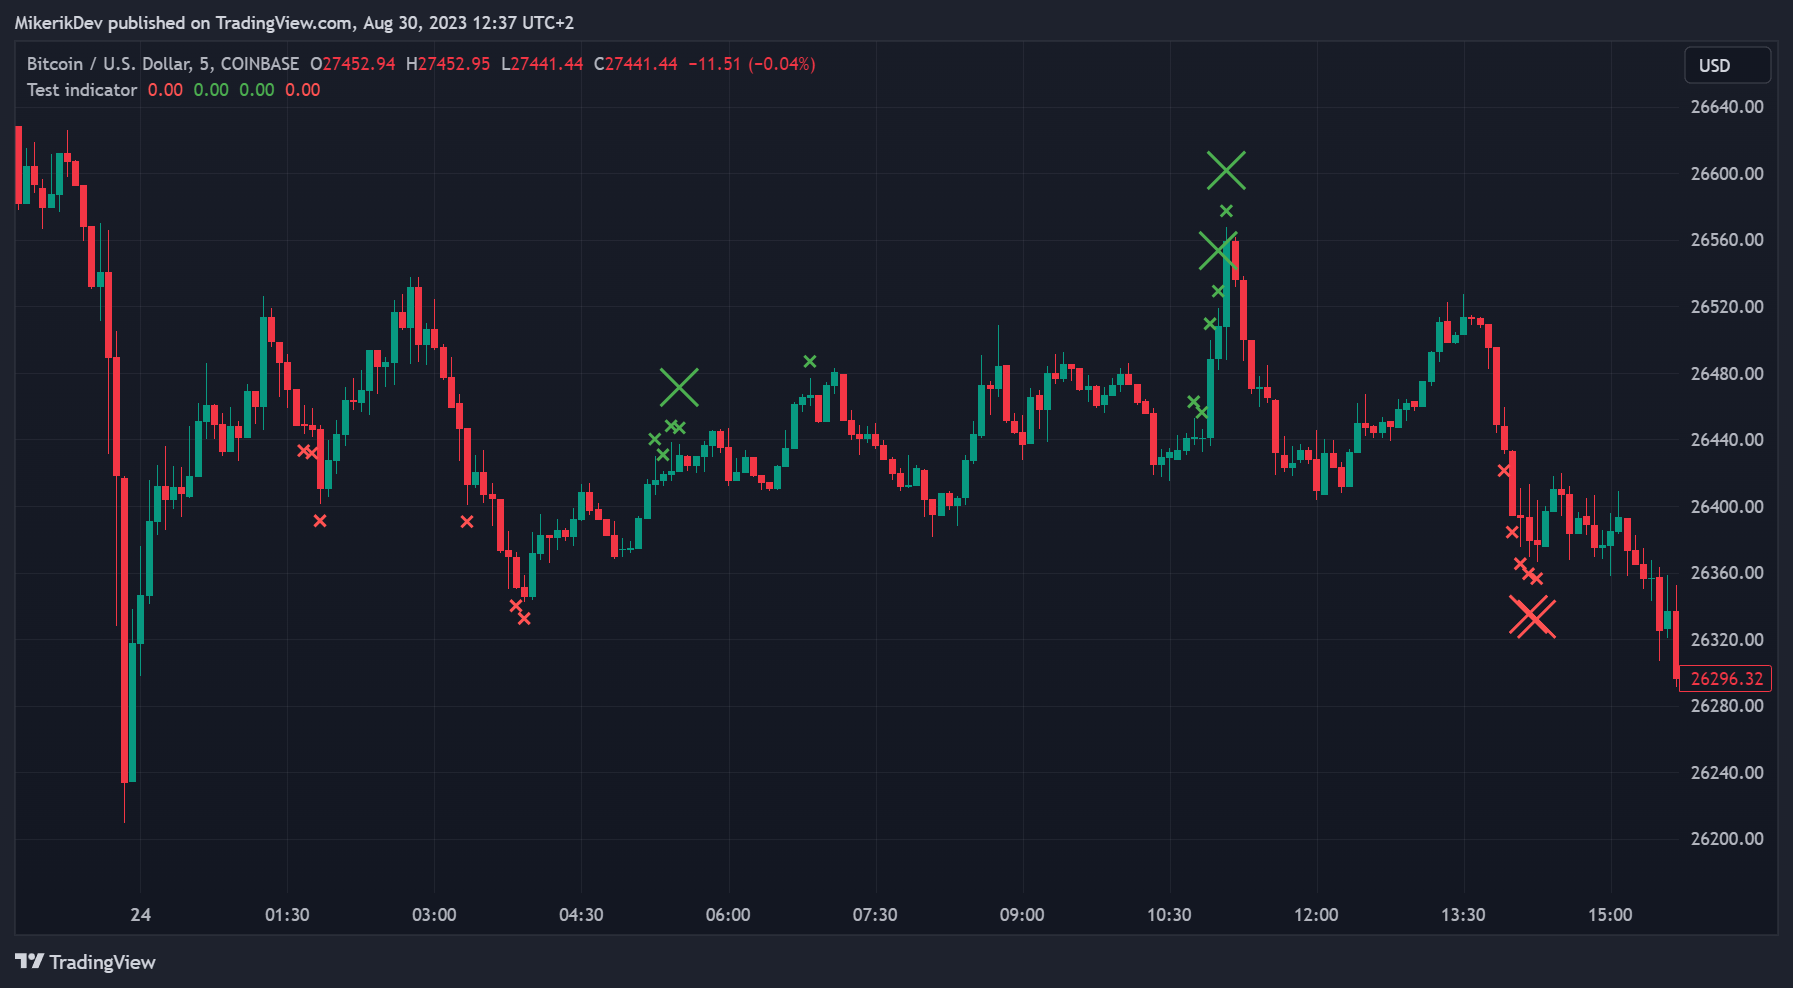 MikerikDev published on TradingView.com, Aug 30, 2023 12:37 UTC+2
Bitcoin / U.S. Dollar, 5, COINBASE O27452.94 H27452.95 L27441.44 C27441.44 −11.51 (−0.04%)
USD
Test indicator 0.00 0.00 0.00 0.00
26640.00
26600.00
26560.00
26520.00
26480.00
26440.00
26400.00
26360.00
26320.00
26296.32
26280.00
26240.00
26200.00
24 01:30 03:00 04:30 06:00 07:30 09:00 10:30 12:00 13:30 15:00
TradingView